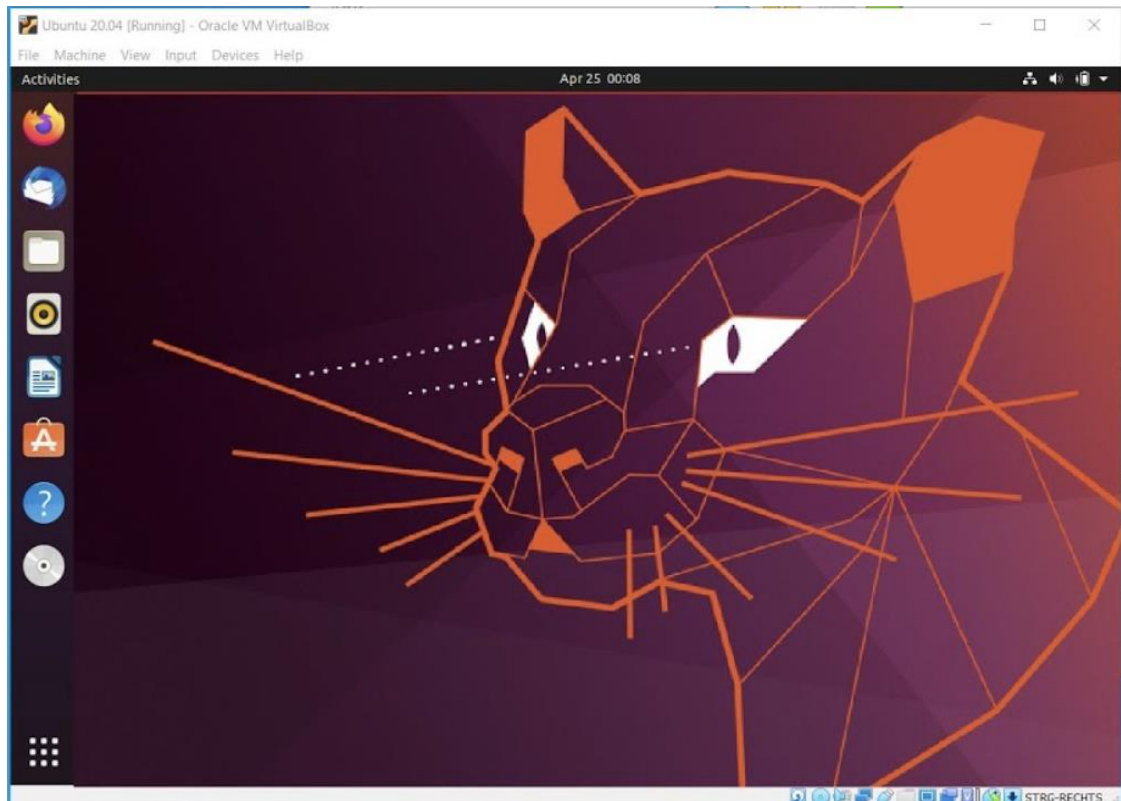 Ubuntu 20.04 [Running] - Oracle VM VirtualBox
File Machine View Input Devices Help
Activities Apr 25 00:08
STRG-RECHTS